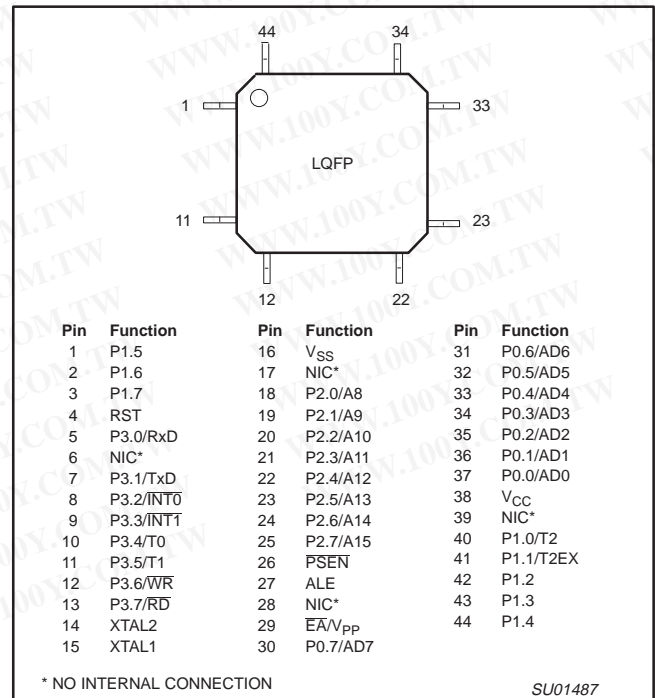 44 34
1 33
LQFP
11 23
12 22
Pin Function
1 P1.5
2 P1.6
3 P1.7
4 RST
5 P3.0/RxD
6 NIC*
7 P3.1/TxD
8 P3.2/INT0
9 P3.3/INT1
10 P3.4/T0
11 P3.5/T1
12 P3.6/WR
13 P3.7/RD
14 XTAL2
15 XTAL1
Pin Function
16 VSS
17 NIC*
18 P2.0/A8
19 P2.1/A9
20 P2.2/A10
21 P2.3/A11
22 P2.4/A12
23 P2.5/A13
24 P2.6/A14
25 P2.7/A15
26 PSEN
27 ALE
28 NIC*
29 EA/VPP
30 P0.7/AD7
Pin Function
31 P0.6/AD6
32 P0.5/AD5
33 P0.4/AD4
34 P0.3/AD3
35 P0.2/AD2
36 P0.1/AD1
37 P0.0/AD0
38 VCC
39 NIC*
40 P1.0/T2
41 P1.1/T2EX
42 P1.2
43 P1.3
44 P1.4
* NO INTERNAL CONNECTION
SU01487
WWW.100Y.COM.TW